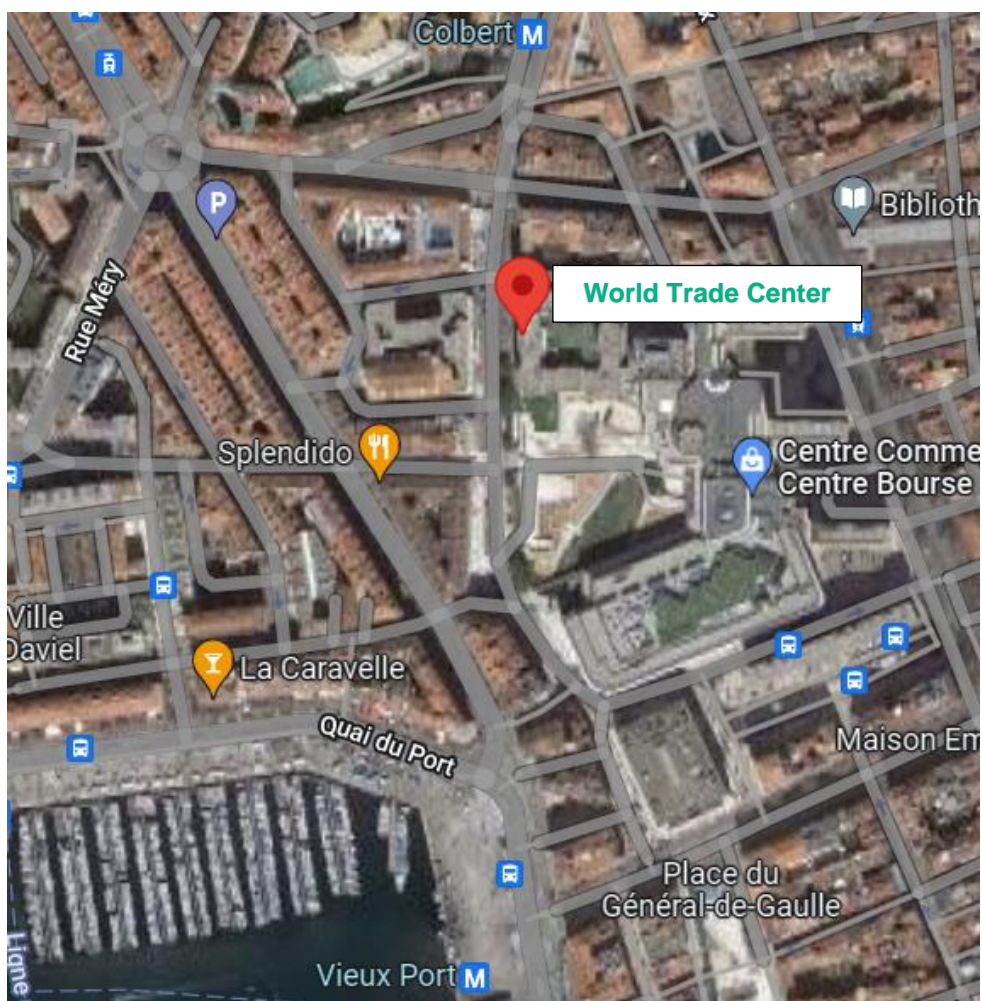 Colbert M
P
Biblioth
World Trade Center
Rue Méry
Splendido
Centre Comme
Centre Bourse
Ville
Daviel
La Caravelle
Quai du Port
Maison Em
Place du
Général-de-Gaulle
Vieux Port M
Ligne